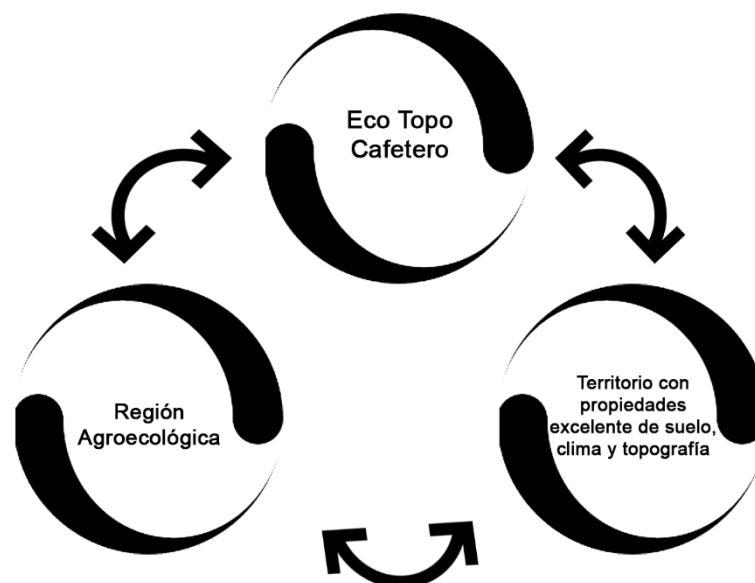 Eco Topo
Cafetero
Región
Agroecológica
Territorio con
propiedades
excelente de suelo,
clima y topografía